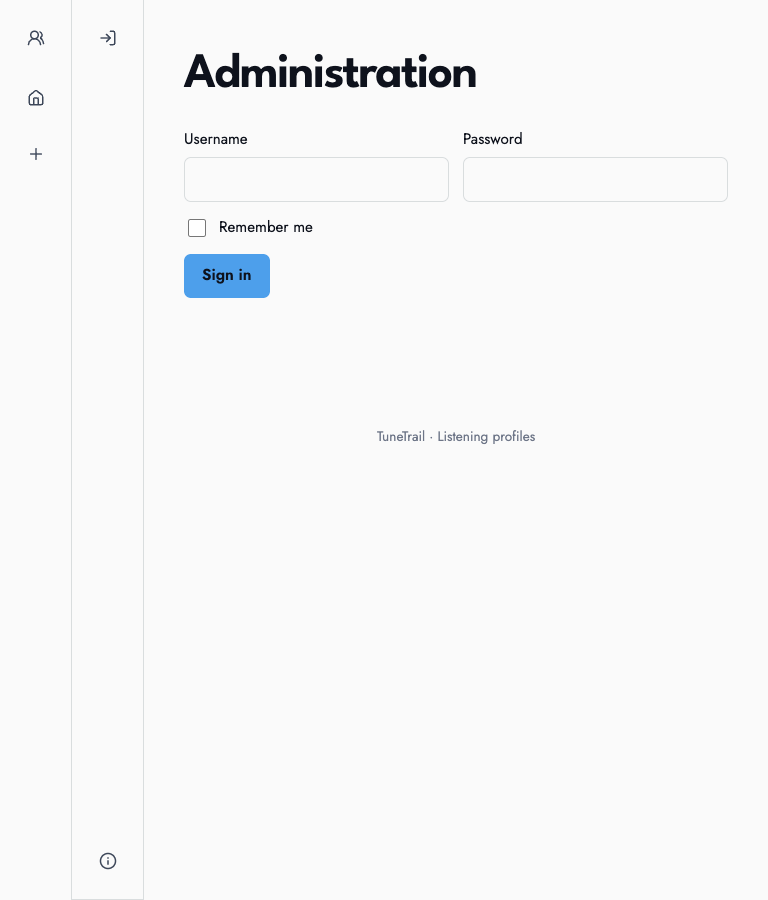 Administration
Username
Password
Remember me
Sign in
TuneTrail · Listening profiles